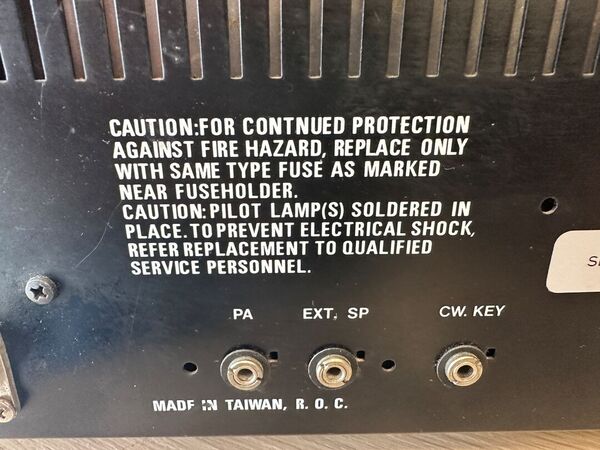 CAUTION:FOR CONTNUED PROTECTION
AGAINST FIRE HAZARD, REPLACE ONLY
WITH SAME TYPE FUSE AS MARKED
NEAR FUSEHOLDER.
CAUTION: PILOT LAMP(S) SOLDERED IN
PLACE. TO PREVENT ELECTRICAL SHOCK,
REFER REPLACEMENT TO QUALIFIED
SERVICE PERSONNEL.
PA EXT. SP CW. KEY
MADE IN TAIWAN, R. O. C.